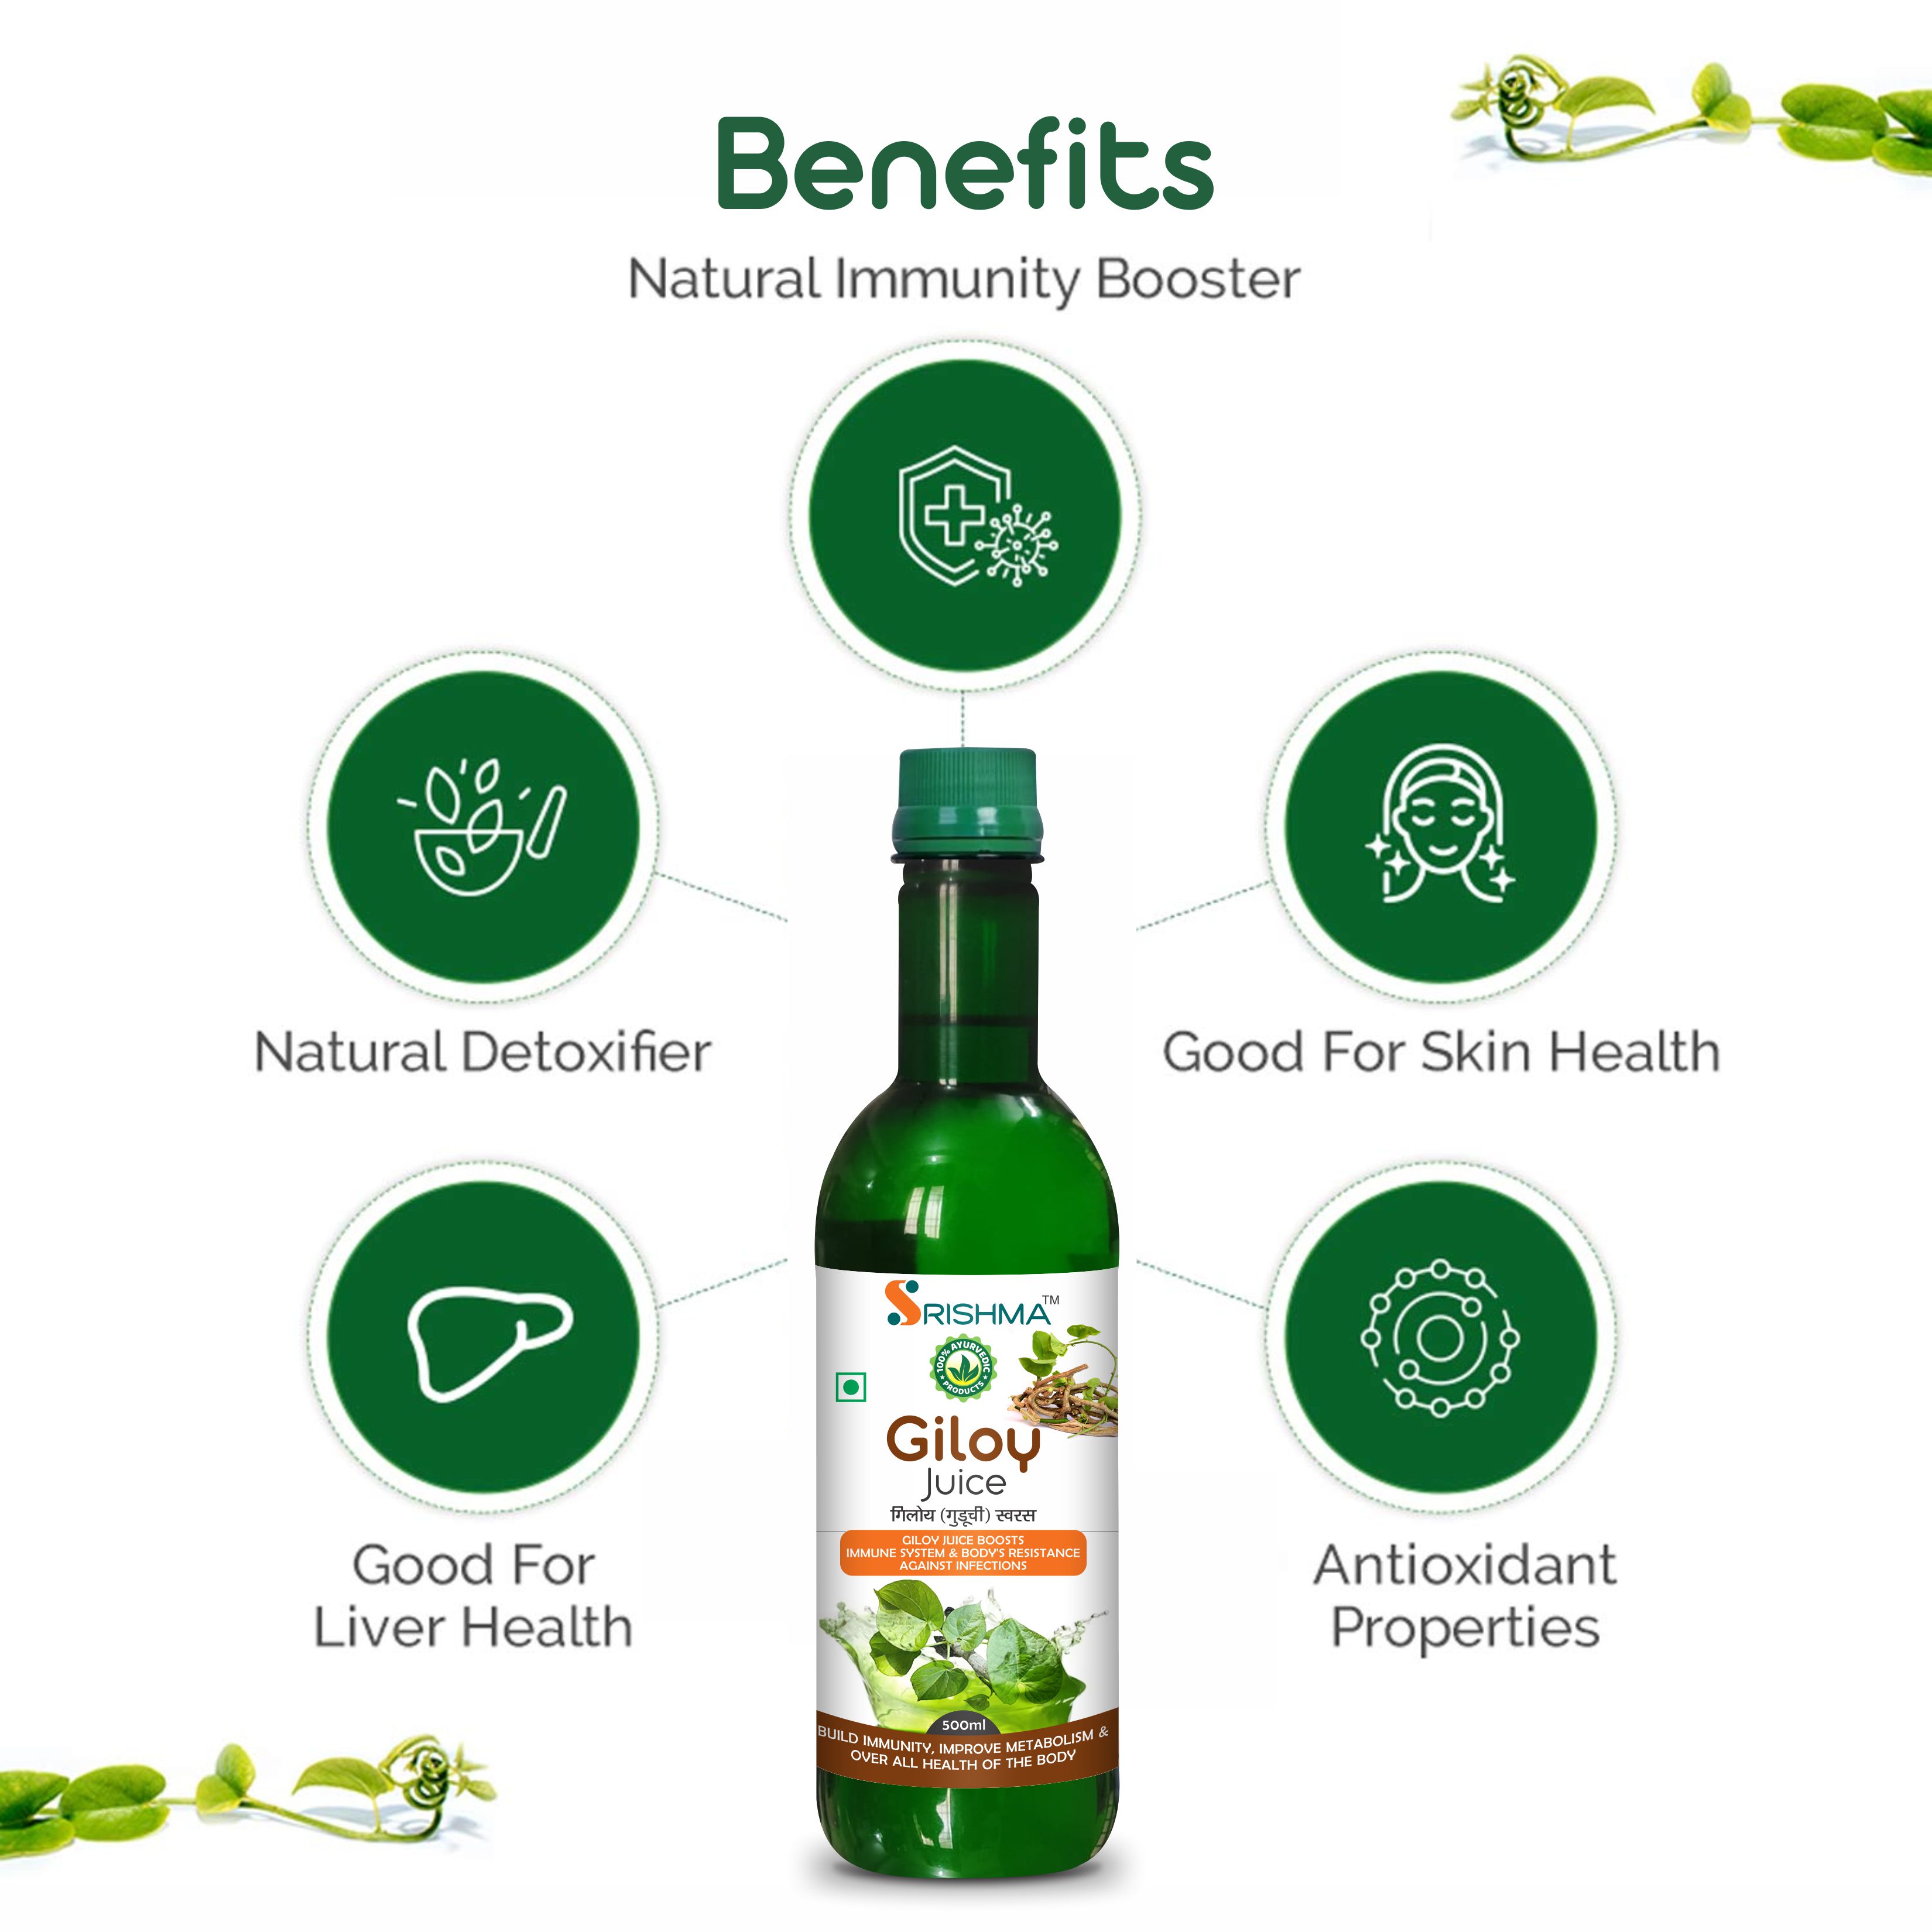 Benefits
Natural Immunity Booster
Natural Detoxifier
Good For Skin Health
Good For
Liver Health
Antioxidant
Properties
SRISHMA™
100% AYURVEDIC
PRODUCTS
Giloy
Juice
गिलोय (गुडूची) स्वरस
GILOY JUICE BOOSTS
IMMUNE SYSTEM & BODY'S RESISTANCE
AGAINST INFECTIONS
500ml
BUILD IMMUNITY, IMPROVE METABOLISM &
OVER ALL HEALTH OF THE BODY